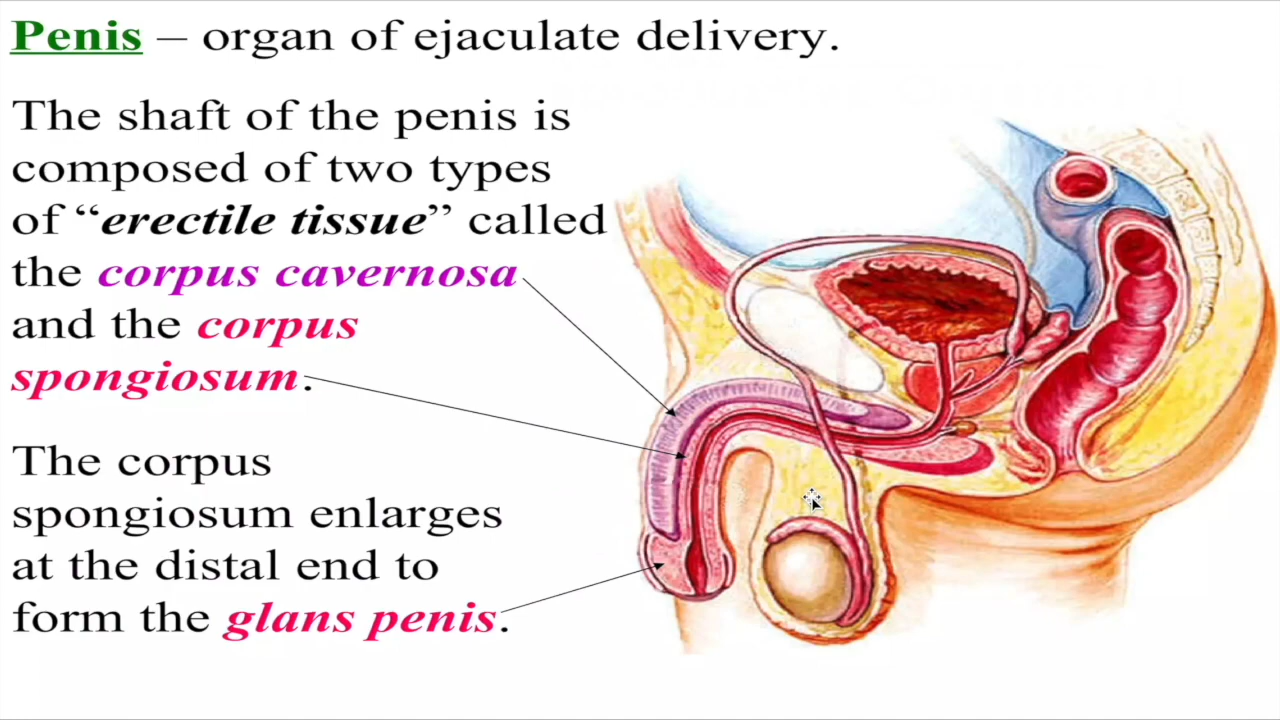 Penis – organ of ejaculate delivery.
The shaft of the penis is
composed of two types
of “erectile tissue” called
the corpus cavernosa
and the corpus
spongiosum.
The corpus
spongiosum enlarges
at the distal end to
form the glans penis.